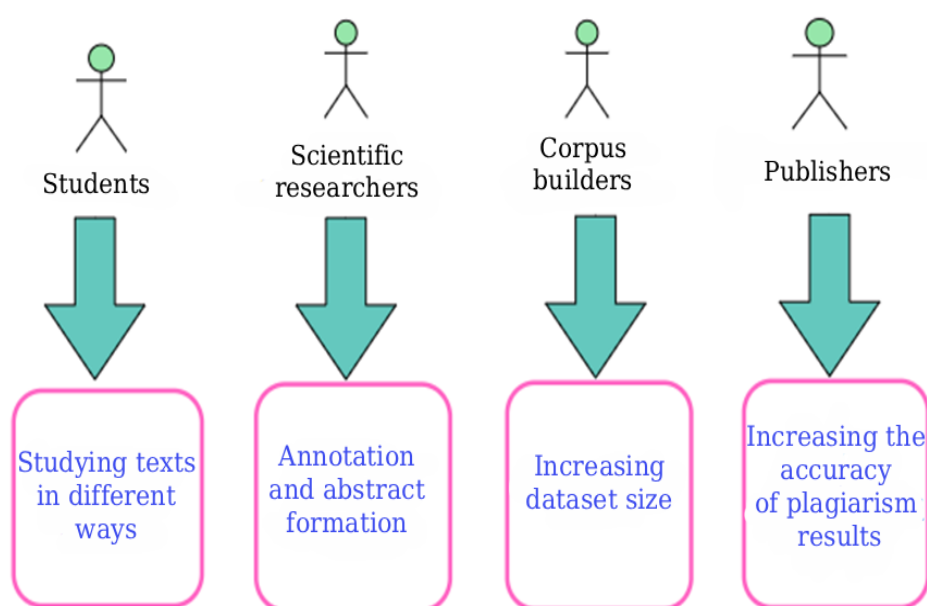 Students
Scientific
researchers
Corpus
builders
Publishers
Studying texts
in different
ways
Annotation
and abstract
formation
Increasing
dataset size
Increasing the
accuracy
of plagiarism
results